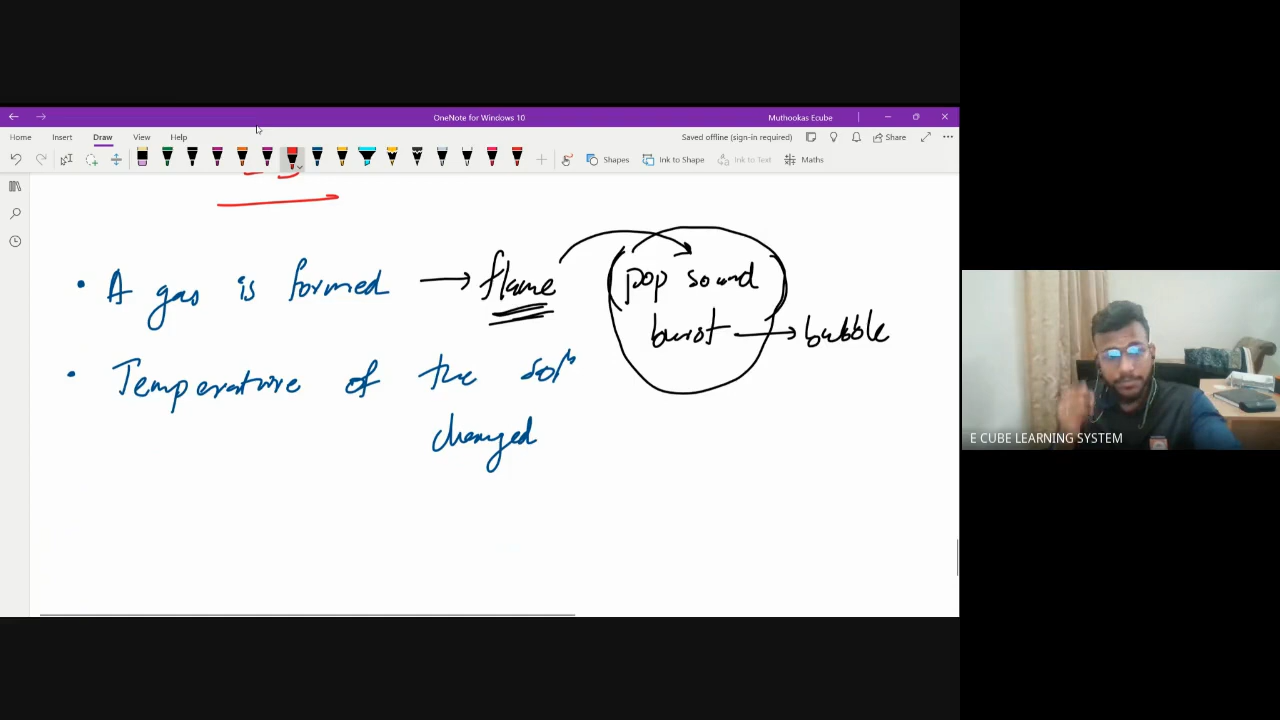 OneNote for Windows 10
Muthookas Ecube
Home Insert Draw View Help
Saved offline (sign-in required)
Share
Shapes
Ink to Shape
Ink to Text
Maths
• A gas is formed → flame (pop sound)
burst → bubble
• Temperature of the solⁿ
changed
E CUBE LEARNING SYSTEM